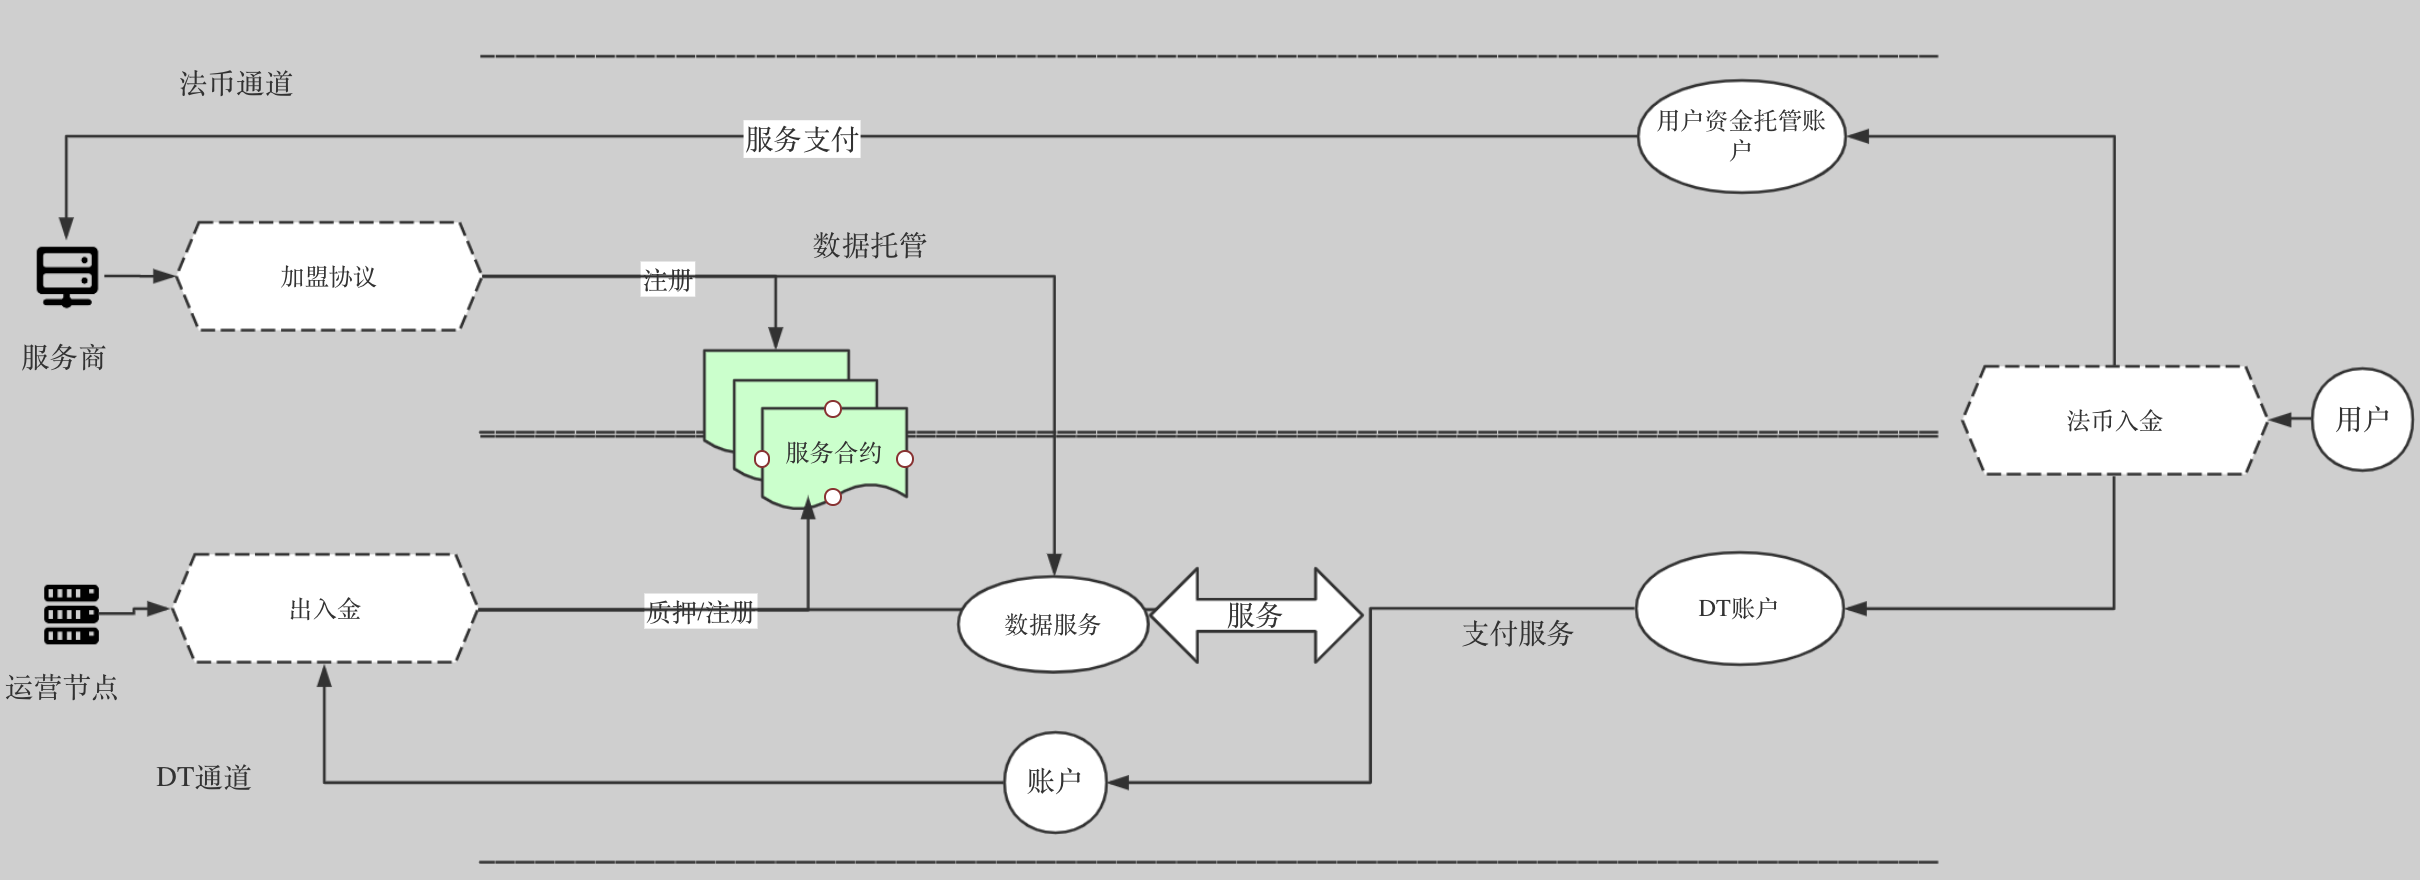 法币通道
用户资金托管账
户
服务支付
数据托管
加盟协议
注册
服务商
法币入金
用户
服务合约
出入金
质押/注册
数据服务
服务
DT账户
支付服务
运营节点
DT通道
账户